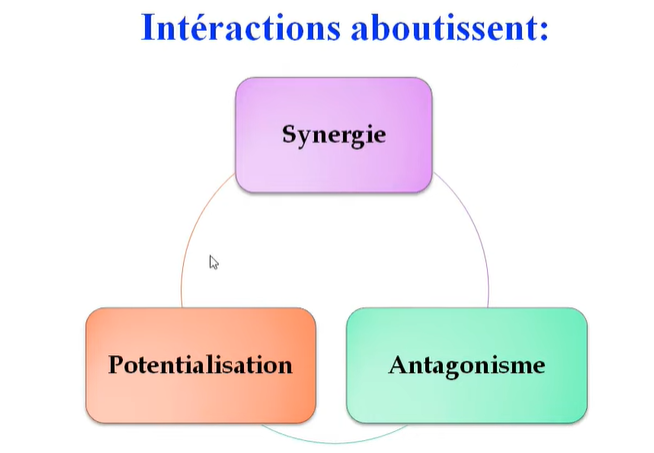 Intéractions aboutissent:
Synergie
Potentialisation
Antagonisme